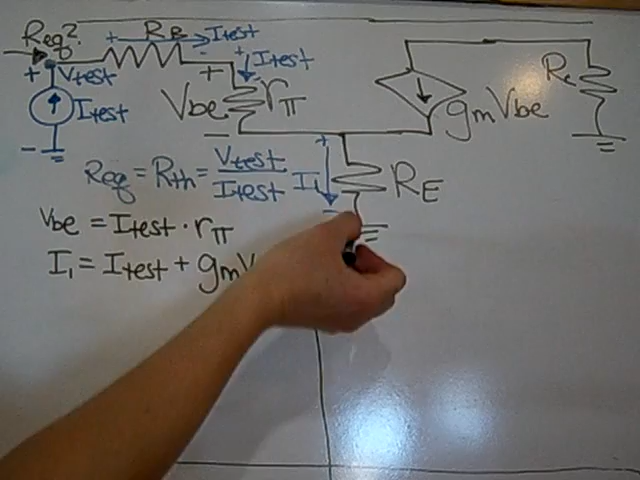 Req?
RB
Itest
Itest
+
+
-
+
+
Vtest
Itest
-
Vbe
rπ
-
gmVbe
Rc
Req = Rth = Vtest / Itest
+
I1
RE
Vbe = Itest · rπ
I1 = Itest + gmV